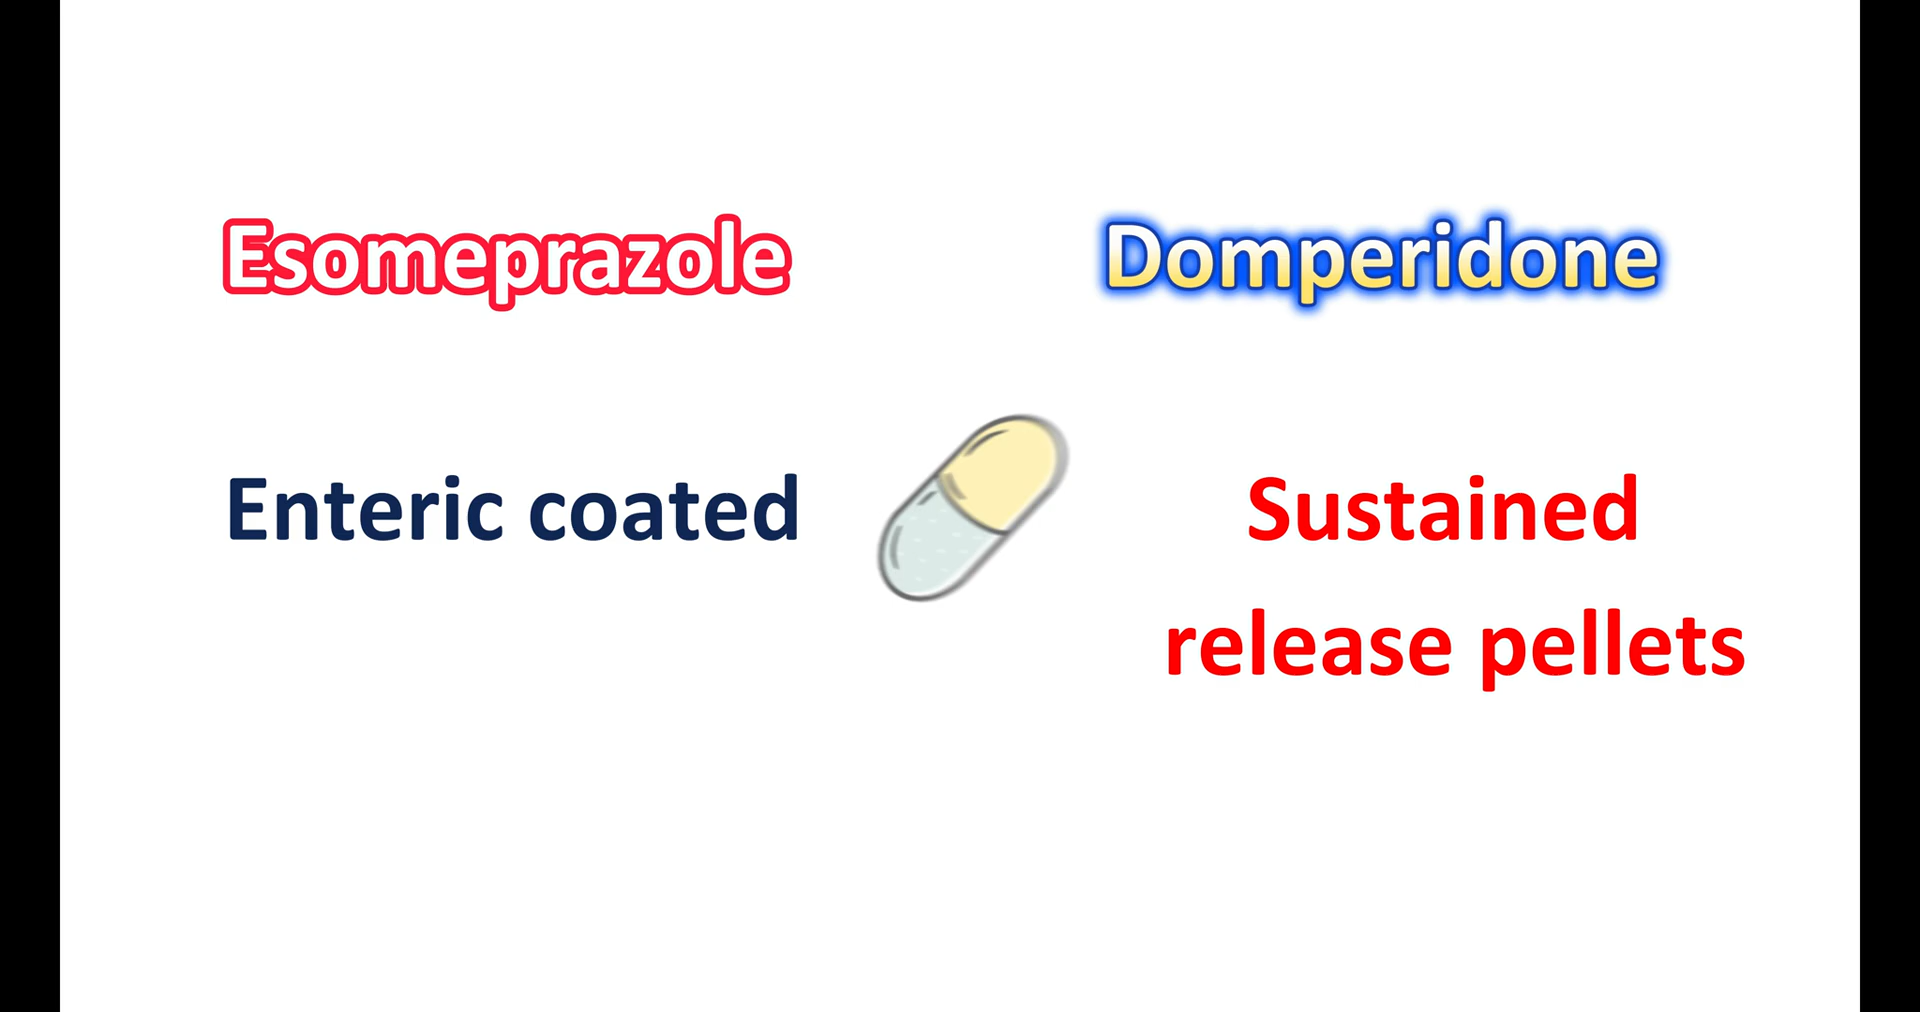 Esomeprazole
Domperidone
Enteric coated
Sustained
release pellets